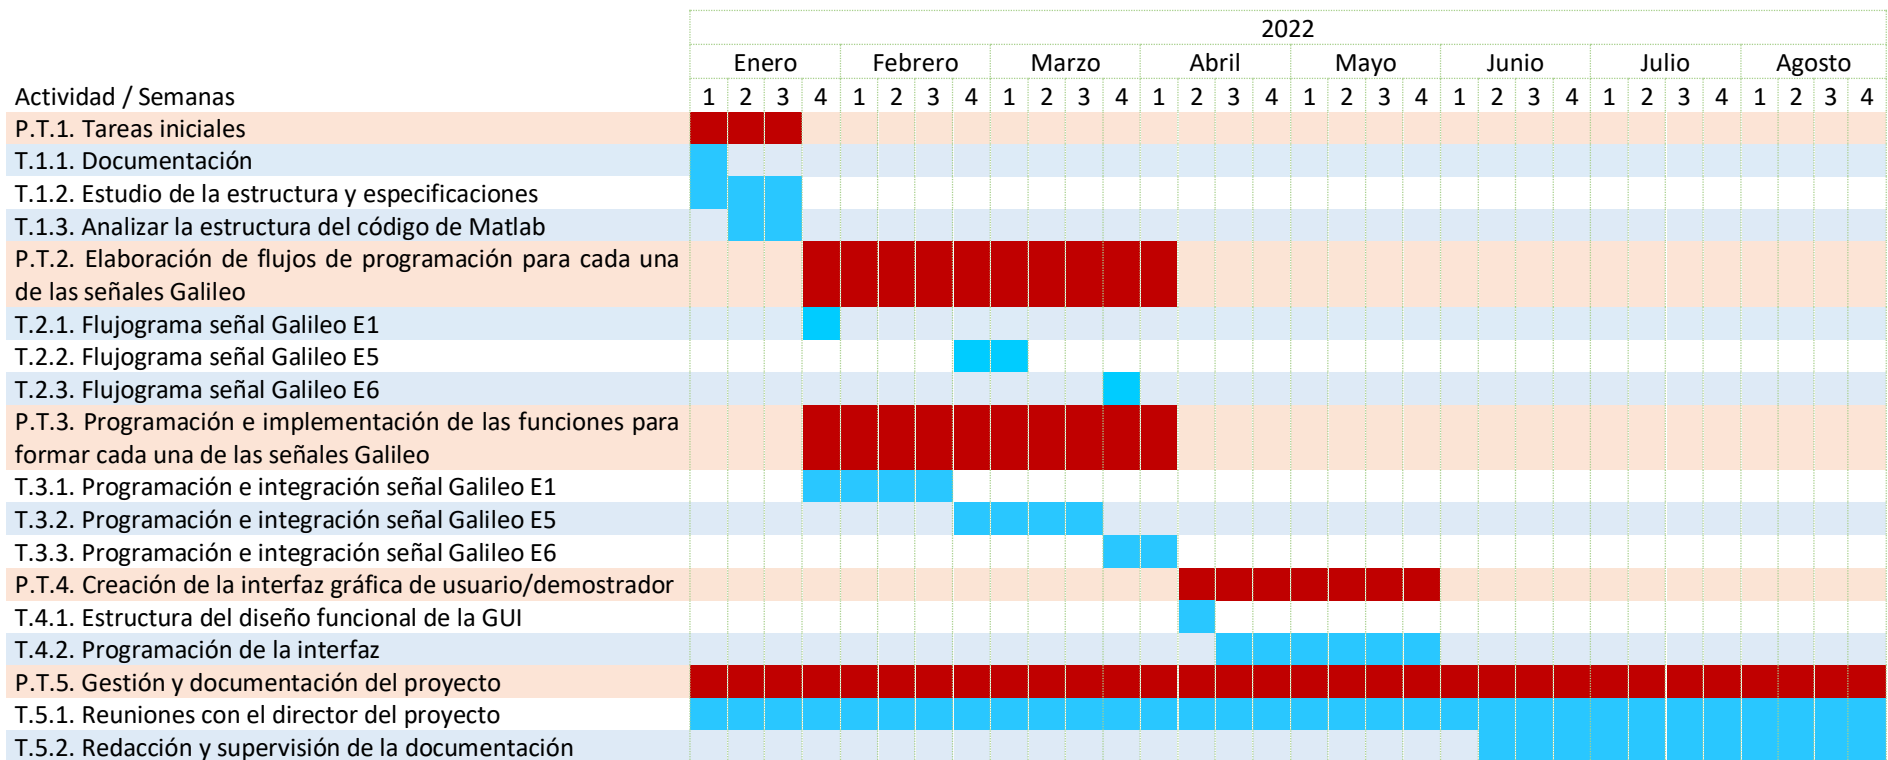 2022
Enero Febrero Marzo Abril Mayo Junio Julio Agosto
Actividad / Semanas 1 2 3 4 1 2 3 4 1 2 3 4 1 2 3 4 1 2 3 4 1 2 3 4 1 2 3 4 1 2 3 4
P.T.1. Tareas iniciales
T.1.1. Documentación
T.1.2. Estudio de la estructura y especificaciones
T.1.3. Analizar la estructura del código de Matlab
P.T.2. Elaboración de flujos de programación para cada una
de las señales Galileo
T.2.1. Flujograma señal Galileo E1
T.2.2. Flujograma señal Galileo E5
T.2.3. Flujograma señal Galileo E6
P.T.3. Programación e implementación de las funciones para
formar cada una de las señales Galileo
T.3.1. Programación e integración señal Galileo E1
T.3.2. Programación e integración señal Galileo E5
T.3.3. Programación e integración señal Galileo E6
P.T.4. Creación de la interfaz gráfica de usuario/demostrador
T.4.1. Estructura del diseño funcional de la GUI
T.4.2. Programación de la interfaz
P.T.5. Gestión y documentación del proyecto
T.5.1. Reuniones con el director del proyecto
T.5.2. Redacción y supervisión de la documentación